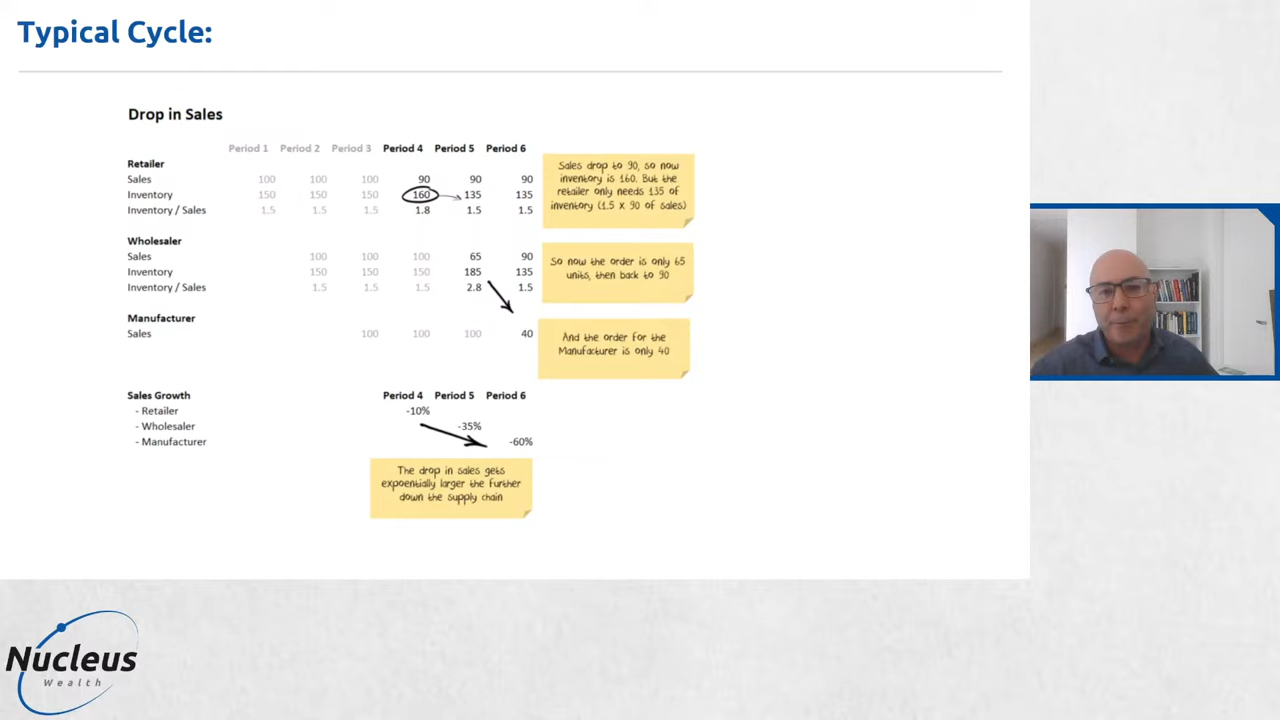 Typical Cycle:
Drop in Sales
Period 1 Period 2 Period 3 Period 4 Period 5 Period 6
Retailer
Sales 100 100 100 90 90 90
Inventory 150 150 150 160 135 135
Inventory / Sales 1.5 1.5 1.5 1.8 1.5 1.5
Sales drop to 90, so now
inventory is 160. But the
retailer only needs 135 of
inventory (1.5 x 90 of sales)
Wholesaler
Sales 100 100 100 65 90
Inventory 150 150 150 185 135
Inventory / Sales 1.5 1.5 1.5 2.8 1.5
So now the order is only 65
units, then back to 90
Manufacturer
Sales 100 100 100 40
And the order for the
Manufacturer is only 40
Sales Growth Period 4 Period 5 Period 6
- Retailer -10%
- Wholesaler -35%
- Manufacturer -60%
The drop in sales gets
expoentially larger the further
down the supply chain
Nucleus
Wealth